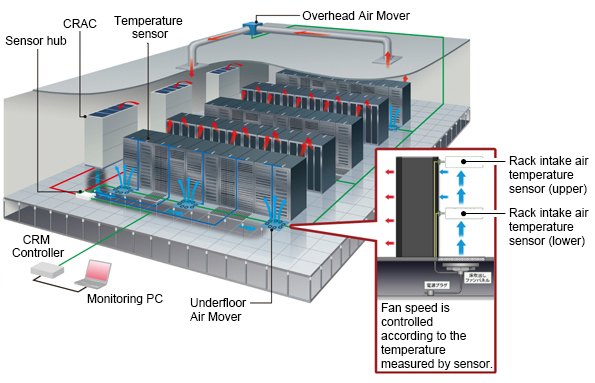 Overhead Air Mover
CRAC
Temperature
sensor
Sensor hub
Rack intake air
temperature
sensor (upper)
Rack intake air
temperature
sensor (lower)
CRM
Controller
Monitoring PC
Underfloor
Air Mover
床吹出し
ファンパネル
電源プラグ
Fan speed is
controlled
according to the
temperature
measured by sensor.